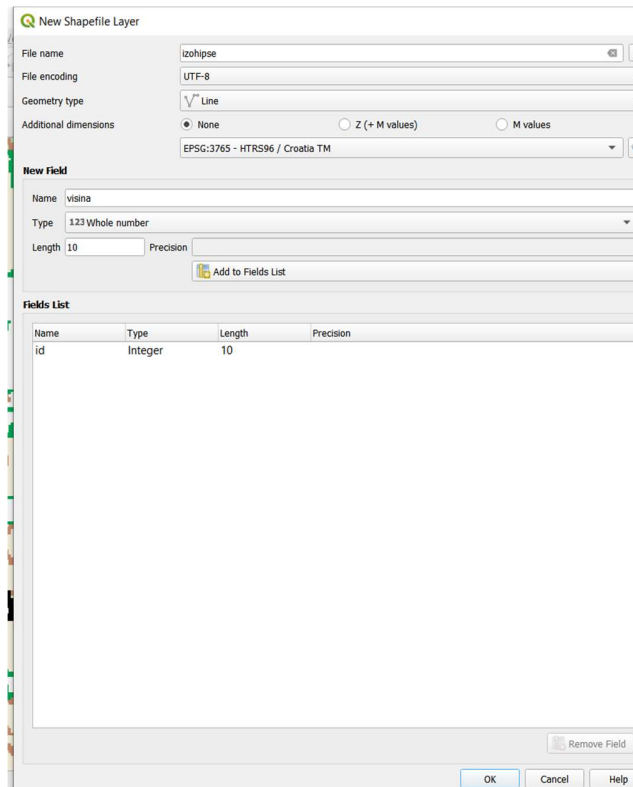 New Shapefile Layer
File name izohipse
File encoding UTF-8
Geometry type Line
Additional dimensions None Z (+ M values) M values
EPSG:3765 - HTRS96 / Croatia TM
New Field
Name visina
Type 123 Whole number
Length 10 Precision
Add to Fields List
Fields List
Name Type Length Precision
id Integer 10
Remove Field
OK Cancel Help